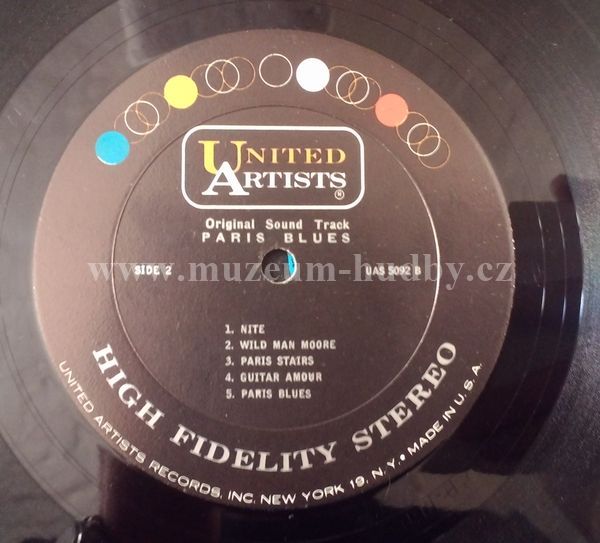 UNITED
ARTISTS
®
Original Sound Track
PARIS BLUES
www.muzeum-hudby.cz
SIDE 2
UAS 5092 B
1. NITE
2. WILD MAN MOORE
3. PARIS STAIRS
4. GUITAR AMOUR
5. PARIS BLUES
HIGH FIDELITY STEREO
UNITED ARTISTS RECORDS, INC. NEW YORK 19, N.Y. • MADE IN U.S.A.